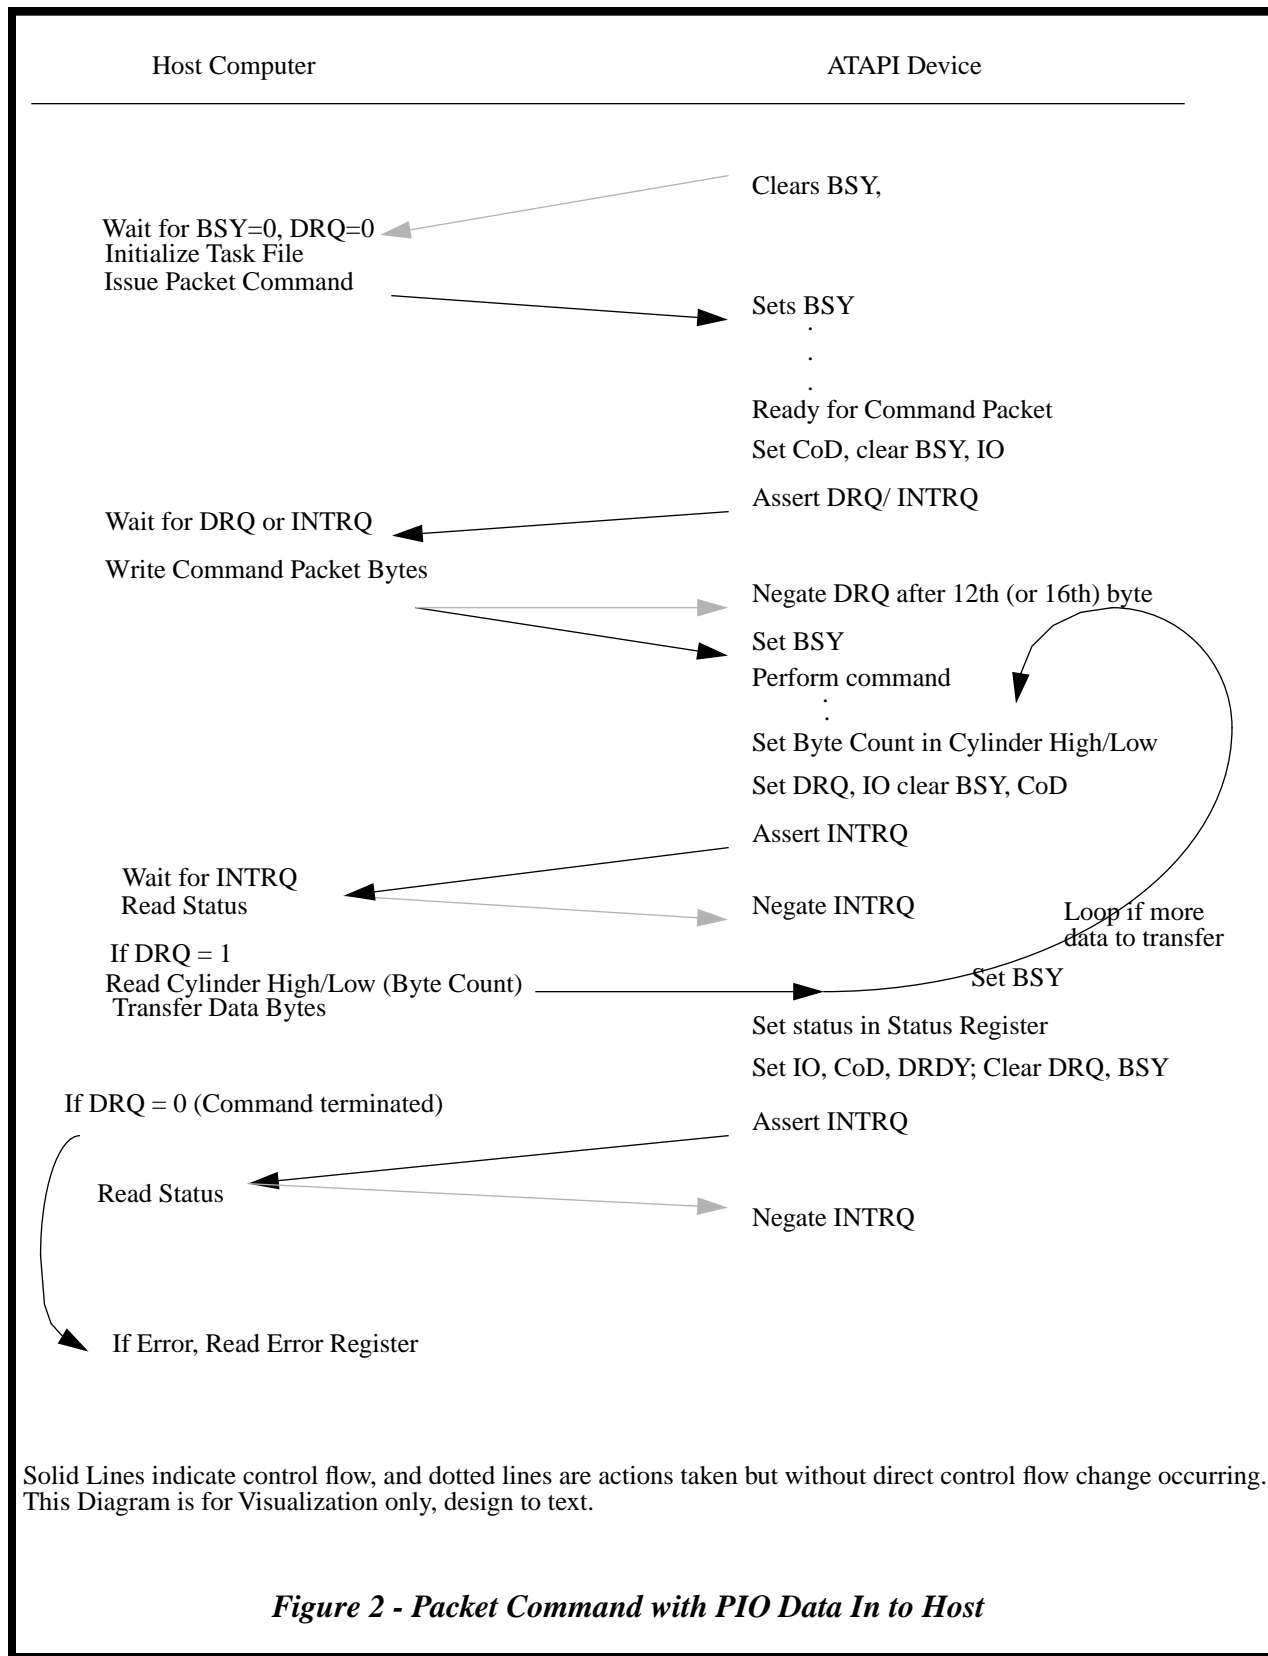 Host Computer
ATAPI Device
Clears BSY,
Wait for BSY=0, DRQ=0
Initialize Task File
Issue Packet Command
Sets BSY
.
.
.
Ready for Command Packet
Set CoD, clear BSY, IO
Assert DRQ/ INTRQ
Wait for DRQ or INTRQ
Write Command Packet Bytes
Negate DRQ after 12th (or 16th) byte
Set BSY
Perform command
.
.
Set Byte Count in Cylinder High/Low
Set DRQ, IO clear BSY, CoD
Assert INTRQ
Wait for INTRQ
Read Status
Negate INTRQ
Loop if more
data to transfer
If DRQ = 1
Read Cylinder High/Low (Byte Count)
Transfer Data Bytes
Set BSY
Set status in Status Register
Set IO, CoD, DRDY; Clear DRQ, BSY
If DRQ = 0 (Command terminated)
Assert INTRQ
Read Status
Negate INTRQ
If Error, Read Error Register
Solid Lines indicate control flow, and dotted lines are actions taken but without direct control flow change occurring.
This Diagram is for Visualization only, design to text.
Figure 2 - Packet Command with PIO Data In to Host